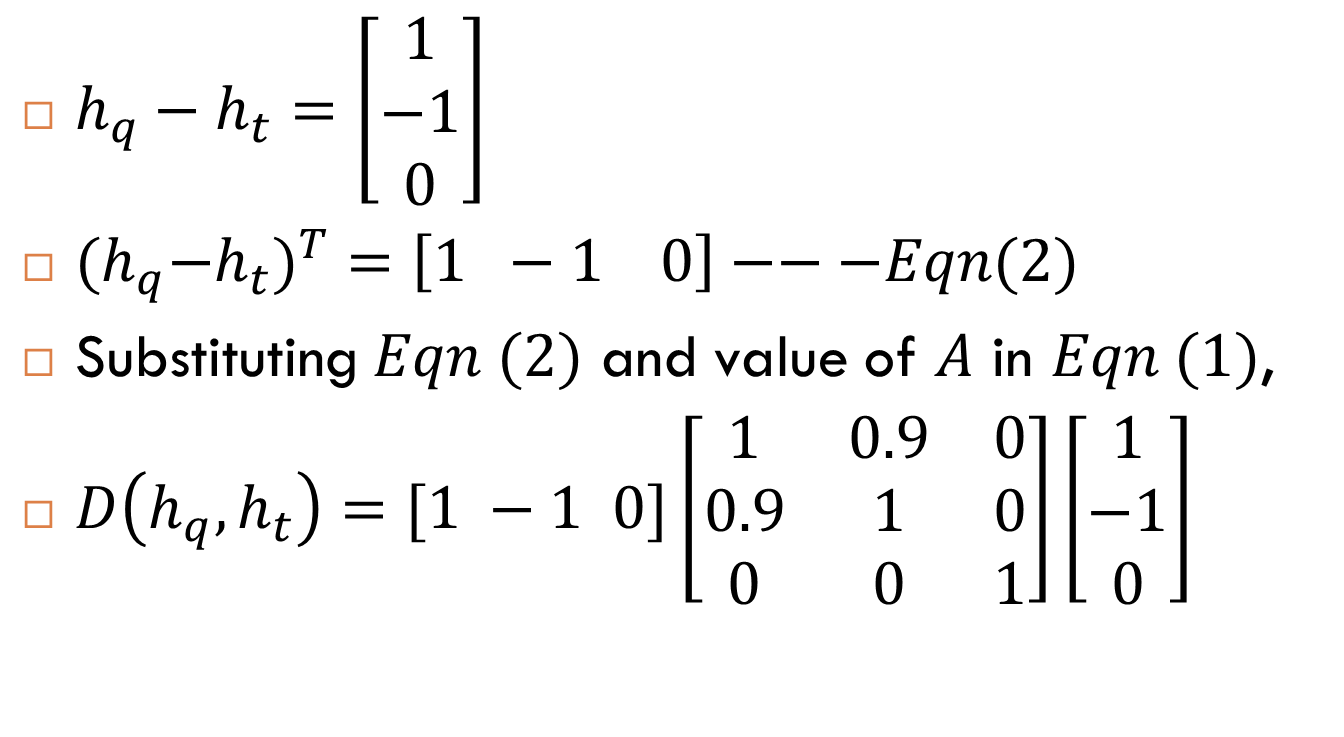 □ h_q − h_t = [1 −1 0]
□ (h_q−h_t)^T = [1 −1 0] −− −Eqn(2)
□ Substituting Eqn (2) and value of A in Eqn (1),
□ D(h_q, h_t) = [1 −1 0] [1 0.9 0; 0.9 1 0; 0 0 1] [1; −1; 0]